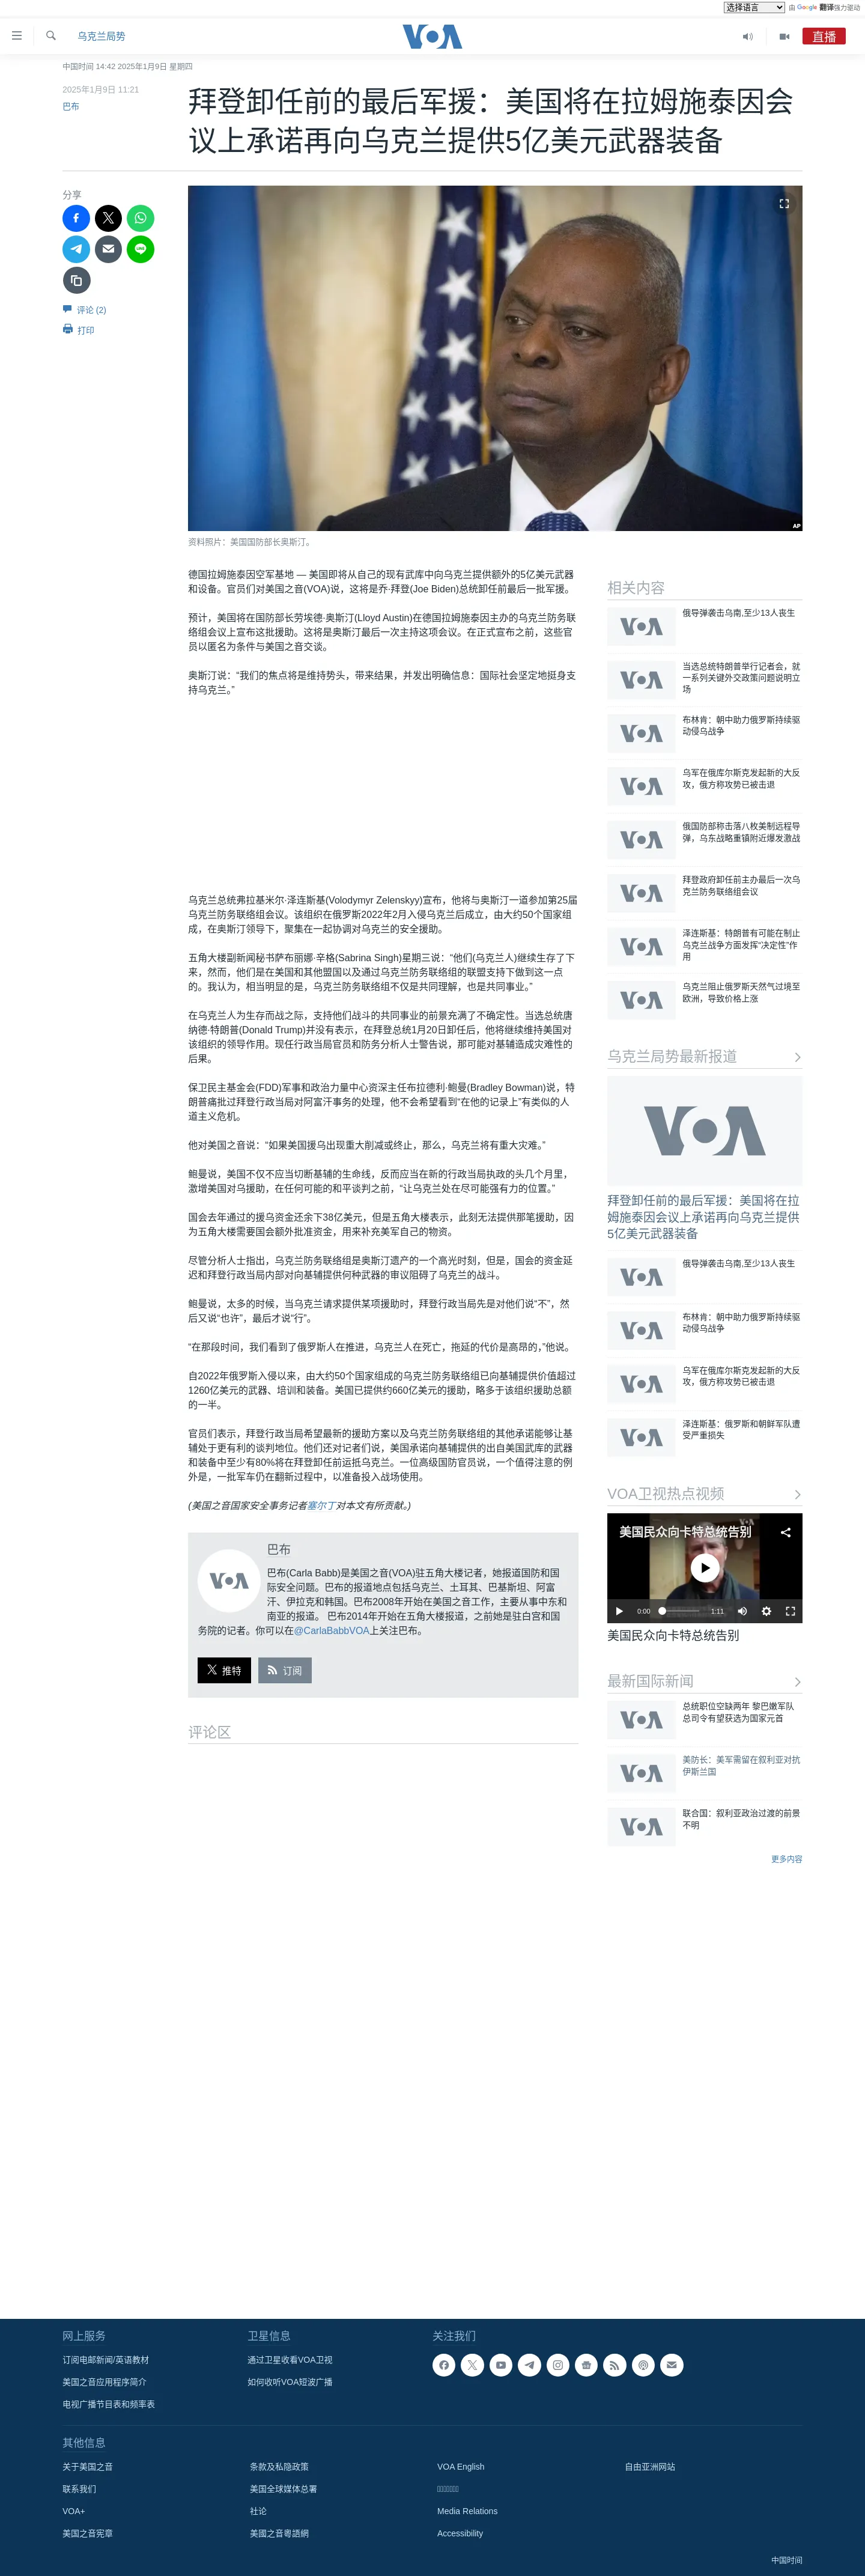 选择语言 由 Google 翻译强力驱动
乌克兰局势
VOA
直播
中国时间 14:42 2025年1月9日 星期四
2025年1月9日 11:21
巴布
拜登卸任前的最后军援：美国将在拉姆施泰因会
议上承诺再向乌克兰提供5亿美元武器装备
分享
评论 (2)
打印
AP
资料照片：美国国防部长奥斯汀。
德国拉姆施泰因空军基地 — 美国即将从自己的现有武库中向乌克兰提供额外的5亿美元武器
和设备。官员们对美国之音(VOA)说，这将是乔·拜登(Joe Biden)总统卸任前最后一批军援。
预计，美国将在国防部长劳埃德·奥斯汀(Lloyd Austin)在德国拉姆施泰因主办的乌克兰防务联
络组会议上宣布这批援助。这将是奥斯汀最后一次主持这项会议。在正式宣布之前，这些官
员以匿名为条件与美国之音交谈。
奥斯汀说：“我们的焦点将是维持势头，带来结果，并发出明确信息：国际社会坚定地挺身支
持乌克兰。”
乌克兰总统弗拉基米尔·泽连斯基(Volodymyr Zelenskyy)宣布，他将与奥斯汀一道参加第25届
乌克兰防务联络组会议。该组织在俄罗斯2022年2月入侵乌克兰后成立，由大约50个国家组
成，在奥斯汀领导下，聚集在一起协调对乌克兰的安全援助。
五角大楼副新闻秘书萨布丽娜·辛格(Sabrina Singh)星期三说：“他们(乌克兰人)继续生存了下
来，然而，他们是在美国和其他盟国以及通过乌克兰防务联络组的联盟支持下做到这一点
的。我认为，相当明显的是，乌克兰防务联络组不仅是共同理解，也是共同事业。”
在乌克兰人为生存而战之际，支持他们战斗的共同事业的前景充满了不确定性。当选总统唐
纳德·特朗普(Donald Trump)并没有表示，在拜登总统1月20日卸任后，他将继续维持美国对
该组织的领导作用。现任行政当局官员和防务分析人士警告说，那可能对基辅造成灾难性的
后果。
保卫民主基金会(FDD)军事和政治力量中心资深主任布拉德利·鲍曼(Bradley Bowman)说，特
朗普痛批过拜登行政当局对阿富汗事务的处理，他不会希望看到“在他的记录上”有类似的人
道主义危机。
他对美国之音说：“如果美国援乌出现重大削减或终止，那么，乌克兰将有重大灾难。”
鲍曼说，美国不仅不应当切断基辅的生命线，反而应当在新的行政当局执政的头几个月里，
激增美国对乌援助，在任何可能的和平谈判之前，“让乌克兰处在尽可能强有力的位置。”
国会去年通过的援乌资金还余下38亿美元，但是五角大楼表示，此刻无法提供那笔援助，因
为五角大楼需要国会额外批准资金，用来补充美军自己的物资。
尽管分析人士指出，乌克兰防务联络组是奥斯汀遗产的一个高光时刻，但是，国会的资金延
迟和拜登行政当局内部对向基辅提供何种武器的审议阻碍了乌克兰的战斗。
鲍曼说，太多的时候，当乌克兰请求提供某项援助时，拜登行政当局先是对他们说“不”，然
后又说“也许”，最后才说“行”。
“在那段时间，我们看到了俄罗斯人在推进，乌克兰人在死亡，拖延的代价是高昂的，”他说。
自2022年俄罗斯入侵以来，由大约50个国家组成的乌克兰防务联络组已向基辅提供价值超过
1260亿美元的武器、培训和装备。美国已提供约660亿美元的援助，略多于该组织援助总额
的一半。
官员们表示，拜登行政当局希望最新的援助方案以及乌克兰防务联络组的其他承诺能够让基
辅处于更有利的谈判地位。他们还对记者们说，美国承诺向基辅提供的出自美国武库的武器
和装备中至少有80%将在拜登卸任前运抵乌克兰。一位高级国防官员说，一个值得注意的例
外是，一批军车仍在翻新过程中，以准备投入战场使用。
(美国之音国家安全事务记者塞尔丁对本文有所贡献。)
VOA
巴布
巴布(Carla Babb)是美国之音(VOA)驻五角大楼记者，她报道国防和国
际安全问题。巴布的报道地点包括乌克兰、土耳其、巴基斯坦、阿富
汗、伊拉克和韩国。巴布2008年开始在美国之音工作，主要从事中东和
南亚的报道。 巴布2014年开始在五角大楼报道，之前她是驻白宫和国
务院的记者。你可以在@CarlaBabbVOA上关注巴布。
推特
订阅
评论区
相关内容
VOA
俄导弹袭击乌南,至少13人丧生
VOA
当选总统特朗普举行记者会，就
一系列关键外交政策问题说明立
场
VOA
布林肯：朝中助力俄罗斯持续驱
动侵乌战争
VOA
乌军在俄库尔斯克发起新的大反
攻，俄方称攻势已被击退
VOA
俄国防部称击落八枚美制远程导
弹，乌东战略重镇附近爆发激战
VOA
拜登政府卸任前主办最后一次乌
克兰防务联络组会议
VOA
泽连斯基：特朗普有可能在制止
乌克兰战争方面发挥“决定性”作
用
VOA
乌克兰阻止俄罗斯天然气过境至
欧洲，导致价格上涨
乌克兰局势最新报道
VOA
拜登卸任前的最后军援：美国将在拉
姆施泰因会议上承诺再向乌克兰提供
5亿美元武器装备
VOA
俄导弹袭击乌南,至少13人丧生
VOA
布林肯：朝中助力俄罗斯持续驱
动侵乌战争
VOA
乌军在俄库尔斯克发起新的大反
攻，俄方称攻势已被击退
VOA
泽连斯基：俄罗斯和朝鲜军队遭
受严重损失
VOA卫视热点视频
VOA
美国民众向卡特总统告别
0:00 1:11
美国民众向卡特总统告别
最新国际新闻
VOA
总统职位空缺两年 黎巴嫩军队
总司令有望获选为国家元首
VOA
美防长：美军需留在叙利亚对抗
伊斯兰国
VOA
联合国：叙利亚政治过渡的前景
不明
更多内容
网上服务
订阅电邮新闻/英语教材
美国之音应用程序简介
电视广播节目表和频率表
卫星信息
通过卫星收看VOA卫视
如何收听VOA短波广播
关注我们
其他信息
关于美国之音
联系我们
VOA+
美国之音宪章
条款及私隐政策
美国全球媒体总署
社论
美國之音粵語網
VOA English
Media Relations
Accessibility
自由亚洲网站
中国时间